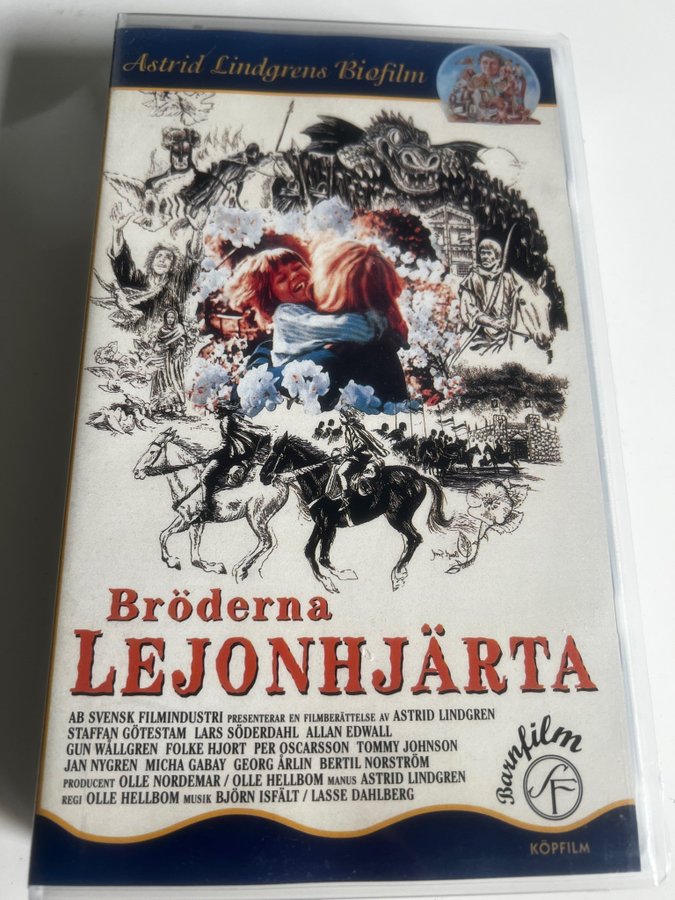 Astrid Lindgrens Biofilm
Bröderna
LEJONHJÄRTA
AB SVENSK FILMINDUSTRI PRESENTERAR EN FILMBERÄTTELSE AV ASTRID LINDGREN
STAFFAN GÖTESTAM LARS SÖDERDAHL ALLAN EDWALL
GUN WÅLLGREN FOLKE HJORT PER OSCARSSON TOMMY JOHNSON
JAN NYGREN MICHA GABAY GEORG ÅRLIN BERTIL NORSTRÖM
PRODUCENT OLLE NORDEMAR / OLLE HELLBOM MANUS ASTRID LINDGREN
REGI OLLE HELLBOM MUSIK BJÖRN ISFÄLT / LASSE DAHLBERG
Barnfilm
SF
KÖPFILM